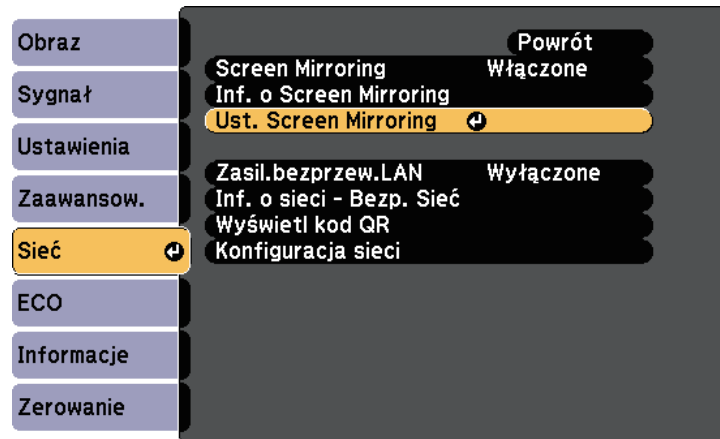 Obraz
Sygnał
Ustawienia
Zaawansow.
Sieć
ECO
Informacje
Zerowanie
Powrót
Screen Mirroring Włączone
Inf. o Screen Mirroring
Ust. Screen Mirroring
Zasil.bezprzew.LAN Wyłączone
Inf. o sieci - Bezp. Sieć
Wyświetl kod QR
Konfiguracja sieci